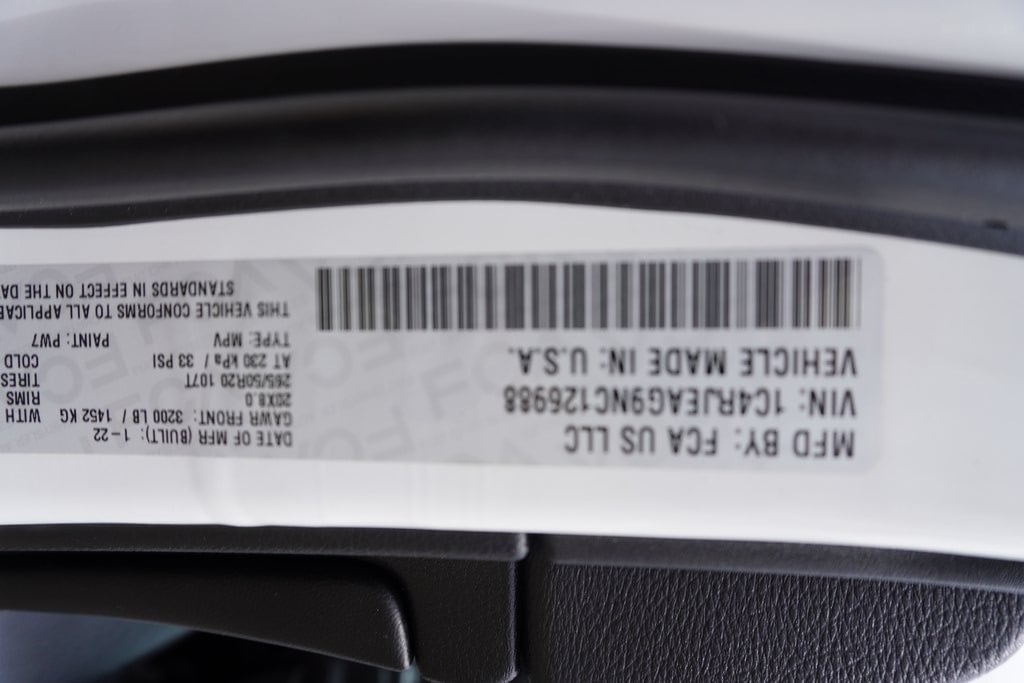 MFD BY: FCA US LLC
VIN: 1C4RJEAG9NC126988
VEHICLE MADE IN: U.S.A.
DATE OF MFR (BUILT): 1-22
GAWR FRONT: 3200 LB / 1452 KG WITH
20X8.0 RIMS
265/50R20 107T TIRES
AT 230 kPa / 33 PSI COLD
TYPE: MPV PAINT: PW7
THIS VEHICLE CONFORMS TO ALL
STANDARDS IN EFFECT ON THE